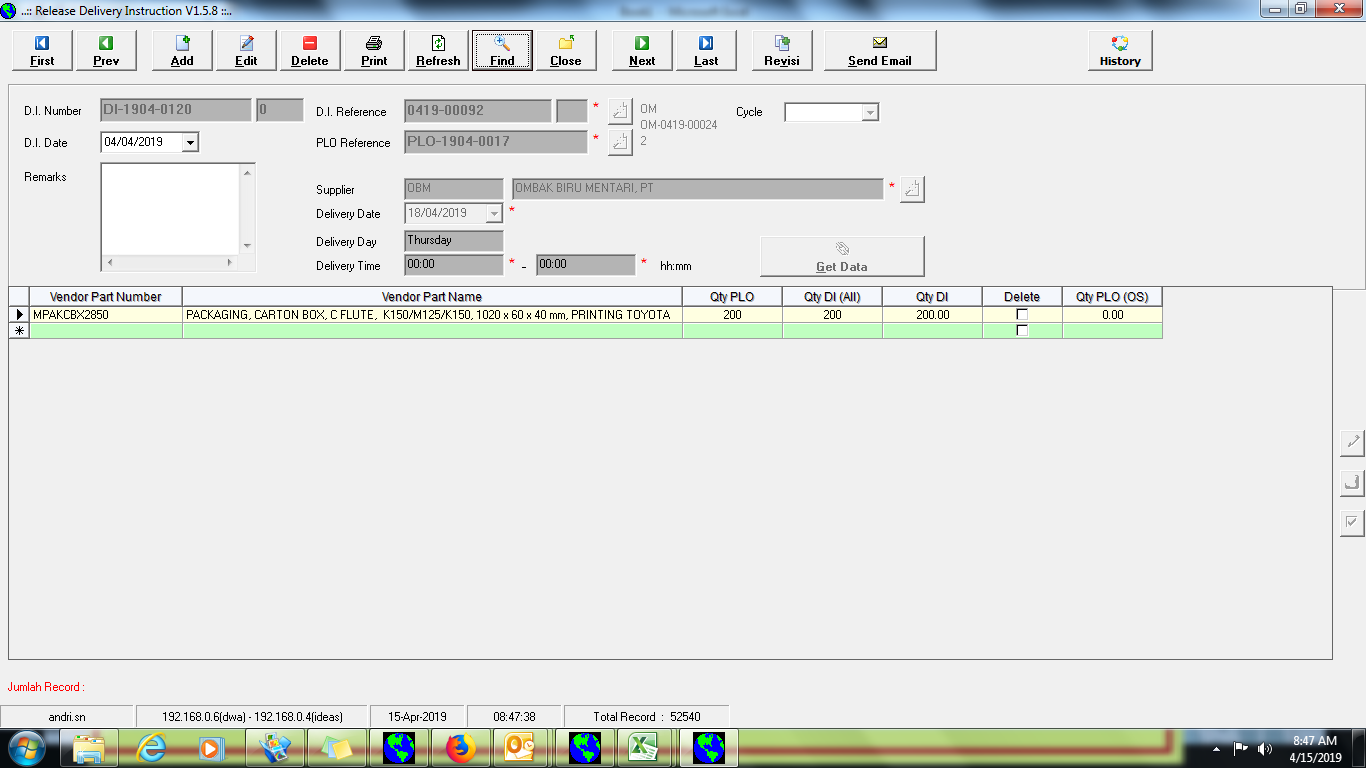 ..:: Release Delivery Instruction V1.5.8 ::..
First Prev Add Edit Delete Print Refresh Find Close Next Last Revisi Send Email History
D.I. Number DI-1904-0120 0 D.I. Reference 0419-00092 * OM Cycle
OM-0419-00024
D.I. Date 04/04/2019 PLO Reference PLO-1904-0017 * 2
Remarks
Supplier OBM OMBAK BIRU MENTARI, PT *
Delivery Date 18/04/2019 *
Delivery Day Thursday
Delivery Time 00:00 * - 00:00 * hh:mm
Get Data
Vendor Part Number Vendor Part Name Qty PLO Qty DI (All) Qty DI Delete Qty PLO (OS)
MPAKCBX2850 PACKAGING, CARTON BOX, C FLUTE, K150/M125/K150, 1020 x 60 x 40 mm, PRINTING TOYOTA 200 200 200.00 0.00
Jumlah Record :
andri.sn 192.168.0.6(dwa) - 192.168.0.4(ideas) 15-Apr-2019 08:47:38 Total Record : 52540
8:47 AM
4/15/2019